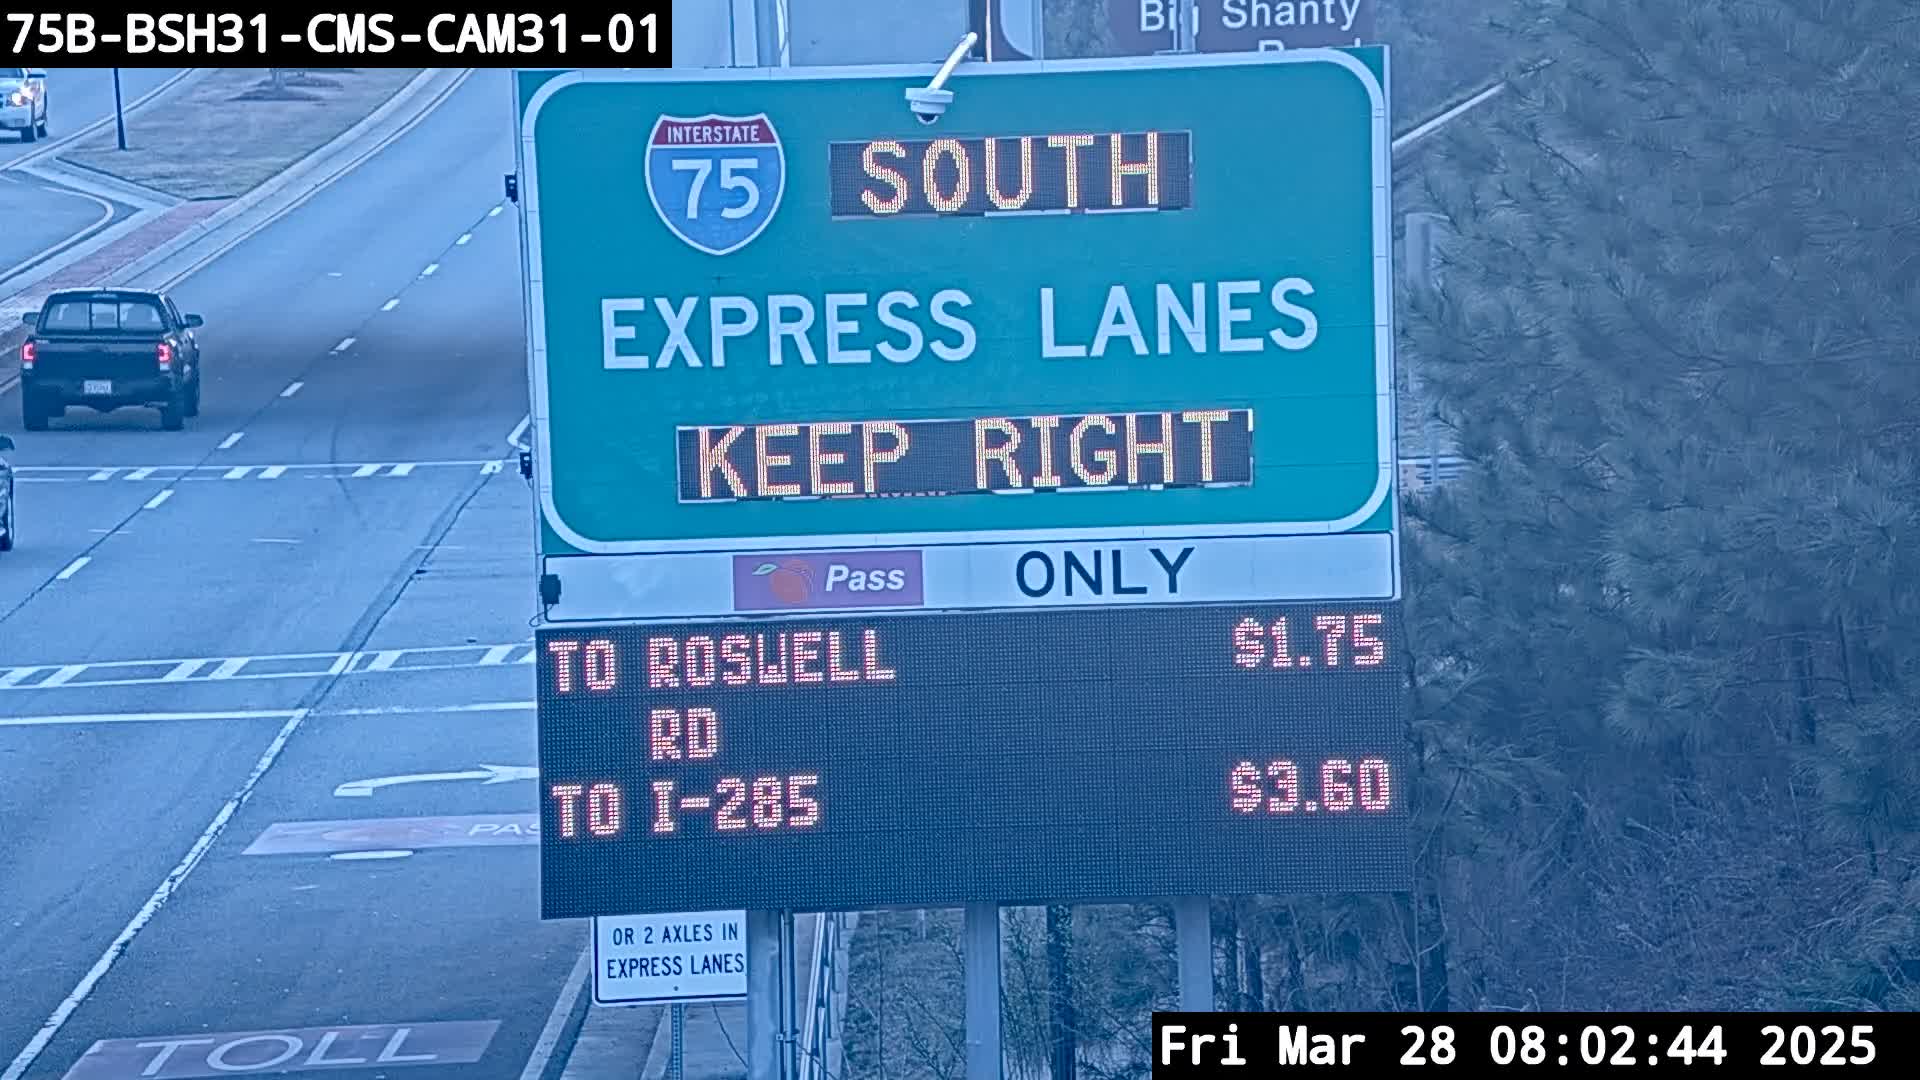 75B-BSH31-CMS-CAM31-01
Big Shanty
INTERSTATE
75
SOUTH
EXPRESS LANES
KEEP RIGHT
Pass ONLY
TO ROSWELL $1.75
RD
TO I-285 $3.60
OR 2 AXLES IN
EXPRESS LANES
TOLL
Fri Mar 28 08:02:44 2025